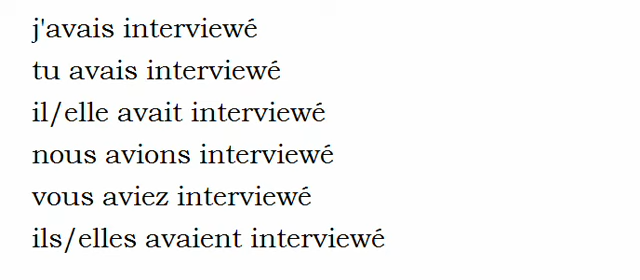 j'avais interviewé
tu avais interviewé
il/elle avait interviewé
nous avions interviewé
vous aviez interviewé
ils/elles avaient interviewé